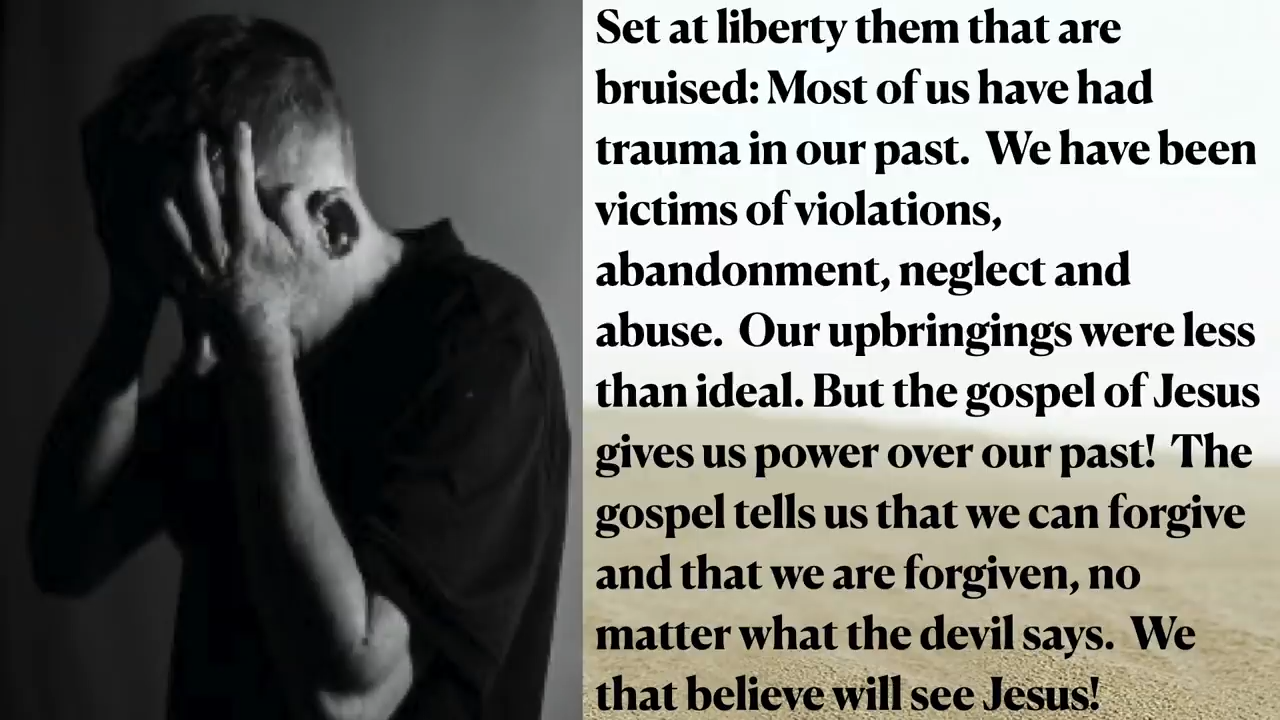 Set at liberty them that are
bruised: Most of us have had
trauma in our past.  We have been
victims of violations,
abandonment, neglect and
abuse.  Our upbringings were less
than ideal. But the gospel of Jesus
gives us power over our past!  The
gospel tells us that we can forgive
and that we are forgiven, no
matter what the devil says.  We
that believe will see Jesus!